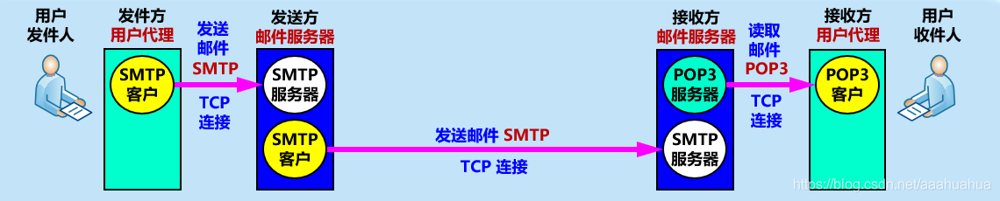 用户
发件人
发件方
用户代理
SMTP
客户
发送
邮件
SMTP
TCP
连接
发送方
邮件服务器
SMTP
服务器
SMTP
客户
发送邮件 SMTP
TCP 连接
接收方
邮件服务器
POP3
服务器
SMTP
服务器
读取
邮件
POP3
TCP
连接
接收方
用户代理
POP3
客户
用户
收件人
https://blog.csdn.net/aaahuahua